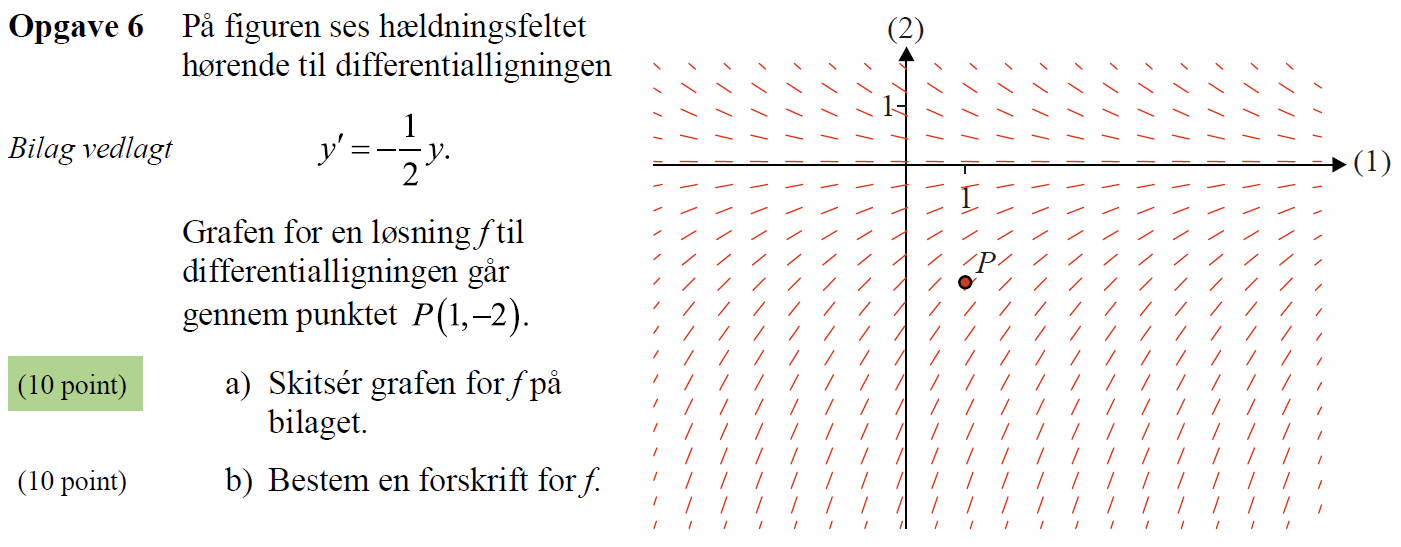 Opgave 6 På figuren ses hældningsfeltet
hørende til differentialligningen
Bilag vedlagt y′ = −1/2 y.
Grafen for en løsning f til
differentialligningen går
gennem punktet P(1,−2).
(10 point) a) Skitsér grafen for f på
bilaget.
(10 point) b) Bestem en forskrift for f.
(2)
1
(1)
1
P